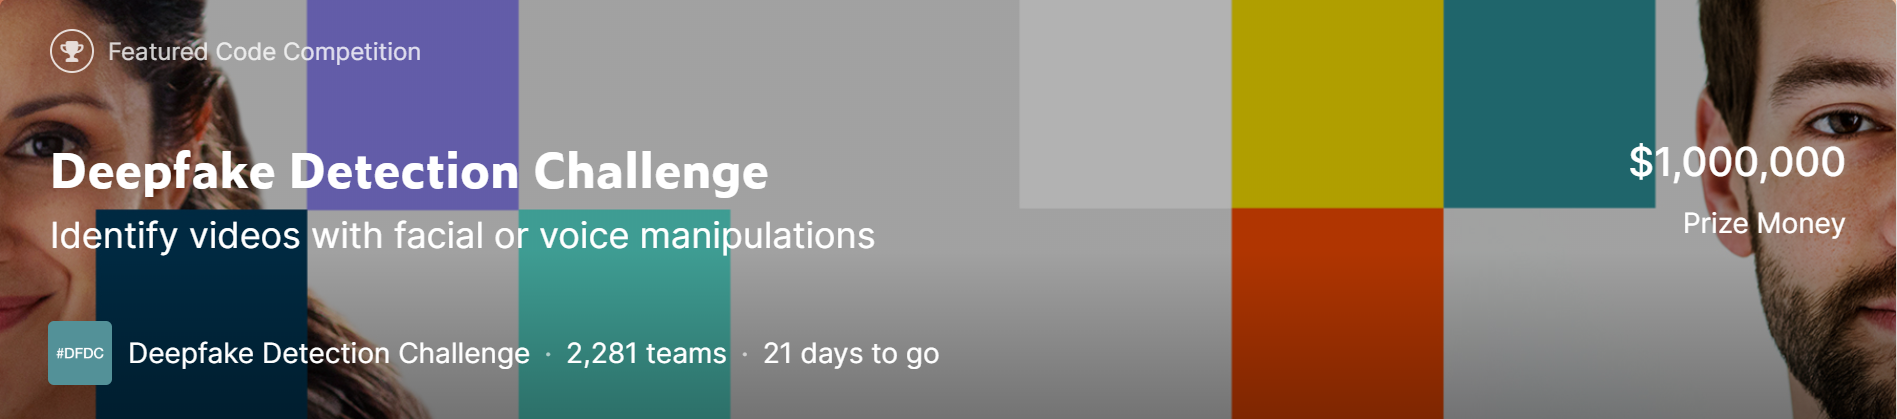 Featured Code Competition
Deepfake Detection Challenge
Identify videos with facial or voice manipulations
$1,000,000
Prize Money
#DFDC
Deepfake Detection Challenge · 2,281 teams · 21 days to go